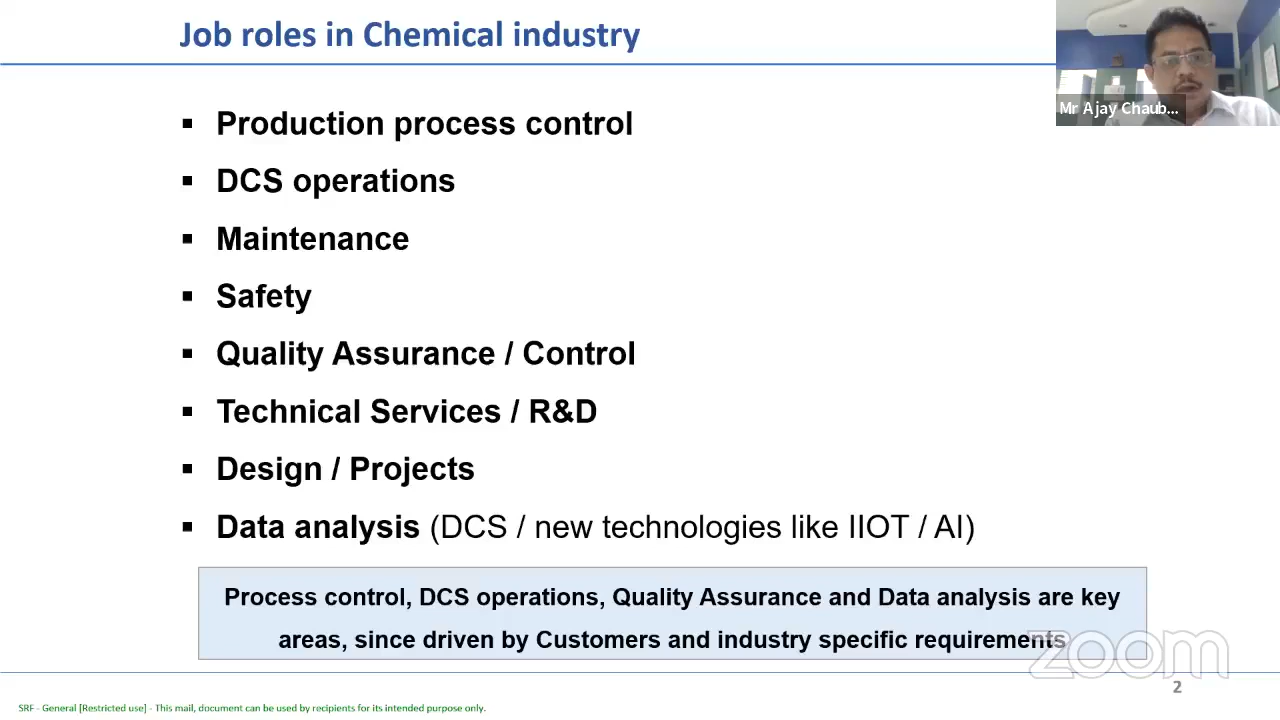 Job roles in Chemical industry
Mr Ajay Chaub...
▪ Production process control
▪ DCS operations
▪ Maintenance
▪ Safety
▪ Quality Assurance / Control
▪ Technical Services / R&D
▪ Design / Projects
▪ Data analysis (DCS / new technologies like IIOT / AI)
Process control, DCS operations, Quality Assurance and Data analysis are key
areas, since driven by Customers and industry specific requirements
zoom
2
SRF - General [Restricted use] - This mail, document can be used by recipients for its intended purpose only.